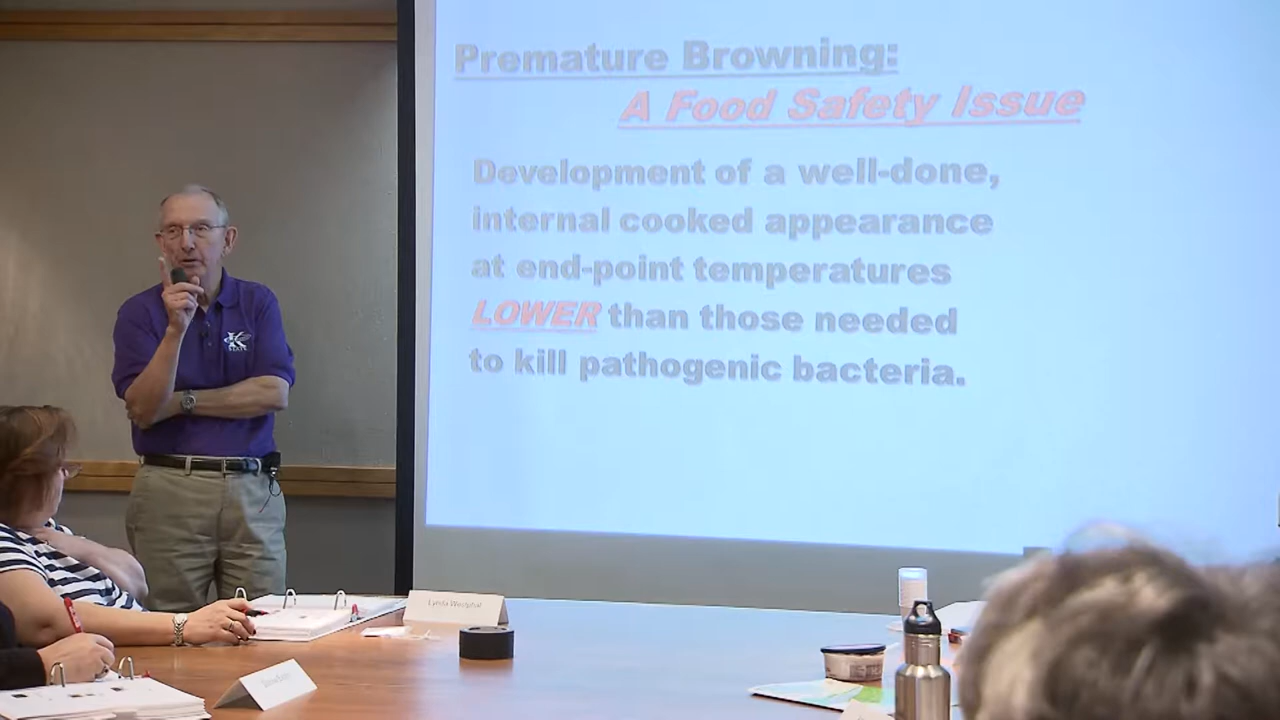 Premature Browning:
A Food Safety Issue
Development of a well-done,
internal cooked appearance
at end-point temperatures
LOWER than those needed
to kill pathogenic bacteria.
K
STATE